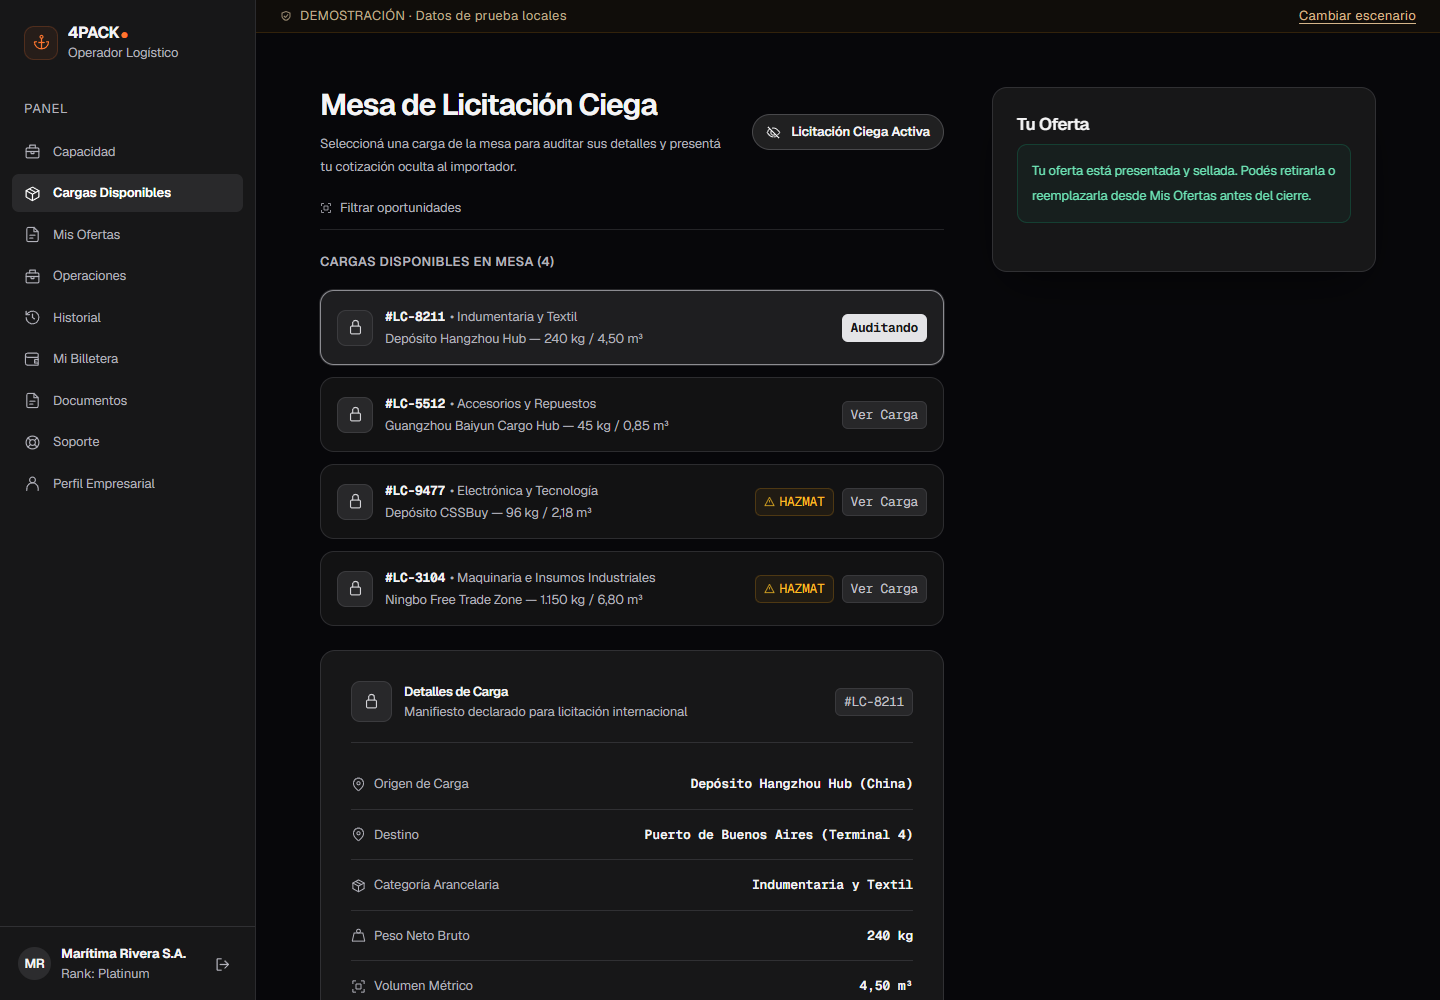 4PACK.
Operador Logístico
PANEL
Capacidad
Cargas Disponibles
Mis Ofertas
Operaciones
Historial
Mi Billetera
Documentos
Soporte
Perfil Empresarial
MR
Marítima Rivera S.A.
Rank: Platinum
DEMOSTRACIÓN · Datos de prueba locales
Cambiar escenario
Mesa de Licitación Ciega
Seleccioná una carga de la mesa para auditar sus detalles y presentá
tu cotización oculta al importador.
Licitación Ciega Activa
Filtrar oportunidades
CARGAS DISPONIBLES EN MESA (4)
#LC-8211 • Indumentaria y Textil
Depósito Hangzhou Hub — 240 kg / 4,50 m³
Auditando
#LC-5512 • Accesorios y Repuestos
Guangzhou Baiyun Cargo Hub — 45 kg / 0,85 m³
Ver Carga
#LC-9477 • Electrónica y Tecnología
Depósito CSSBuy — 96 kg / 2,18 m³
HAZMAT
Ver Carga
#LC-3104 • Maquinaria e Insumos Industriales
Ningbo Free Trade Zone — 1.150 kg / 6,80 m³
HAZMAT
Ver Carga
Detalles de Carga
Manifiesto declarado para licitación internacional
#LC-8211
Origen de Carga
Depósito Hangzhou Hub (China)
Destino
Puerto de Buenos Aires (Terminal 4)
Categoría Arancelaria
Indumentaria y Textil
Peso Neto Bruto
240 kg
Volumen Métrico
4,50 m³
Tu Oferta
Tu oferta está presentada y sellada. Podés retirarla o
reemplazarla desde Mis Ofertas antes del cierre.